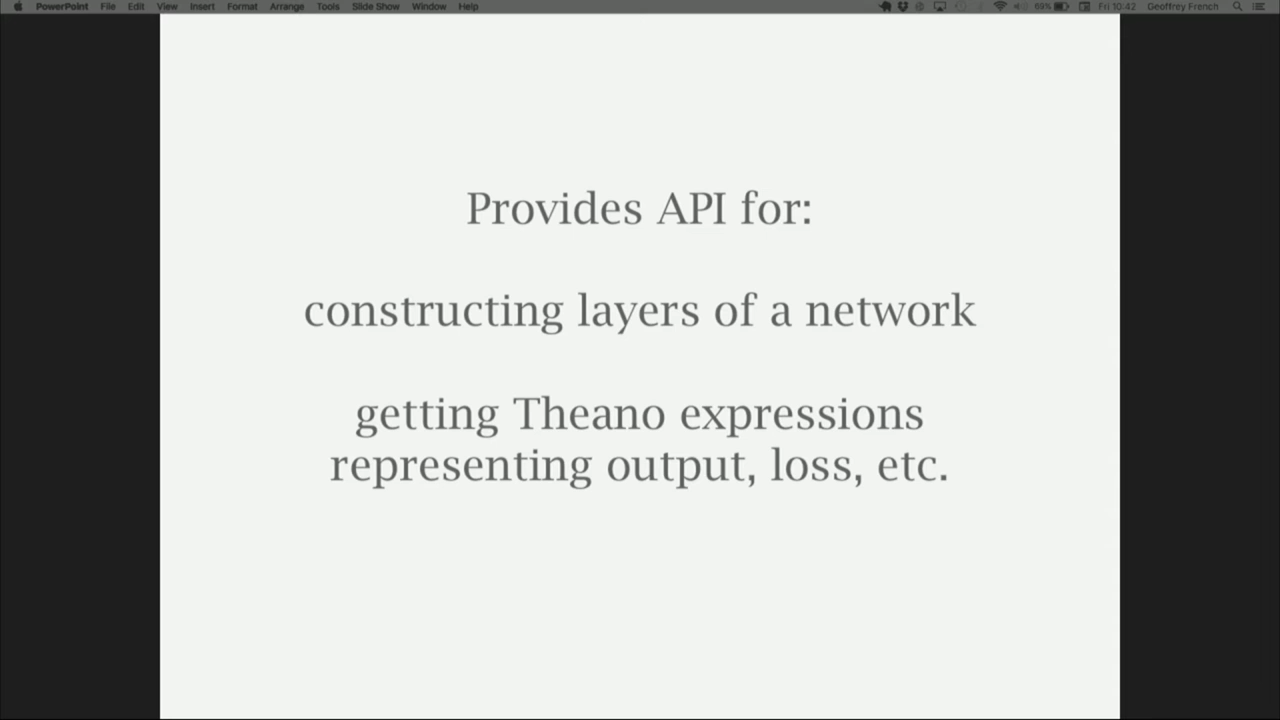 PowerPoint File Edit View Insert Format Arrange Tools Slide Show Window Help 69% Fri 10:42 Geoffrey French
Provides API for:
constructing layers of a network
getting Theano expressions
representing output, loss, etc.